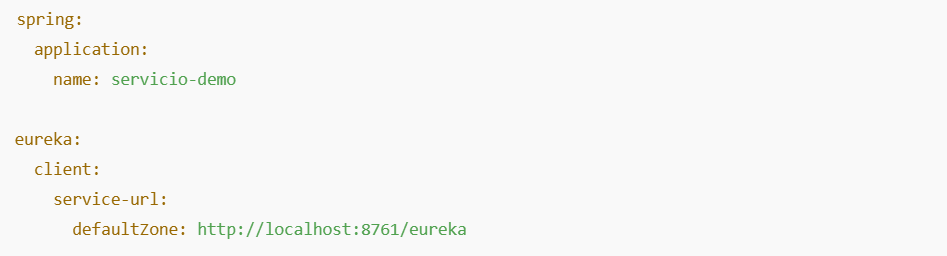 spring:
  application:
    name: servicio-demo

eureka:
  client:
    service-url:
      defaultZone: http://localhost:8761/eureka